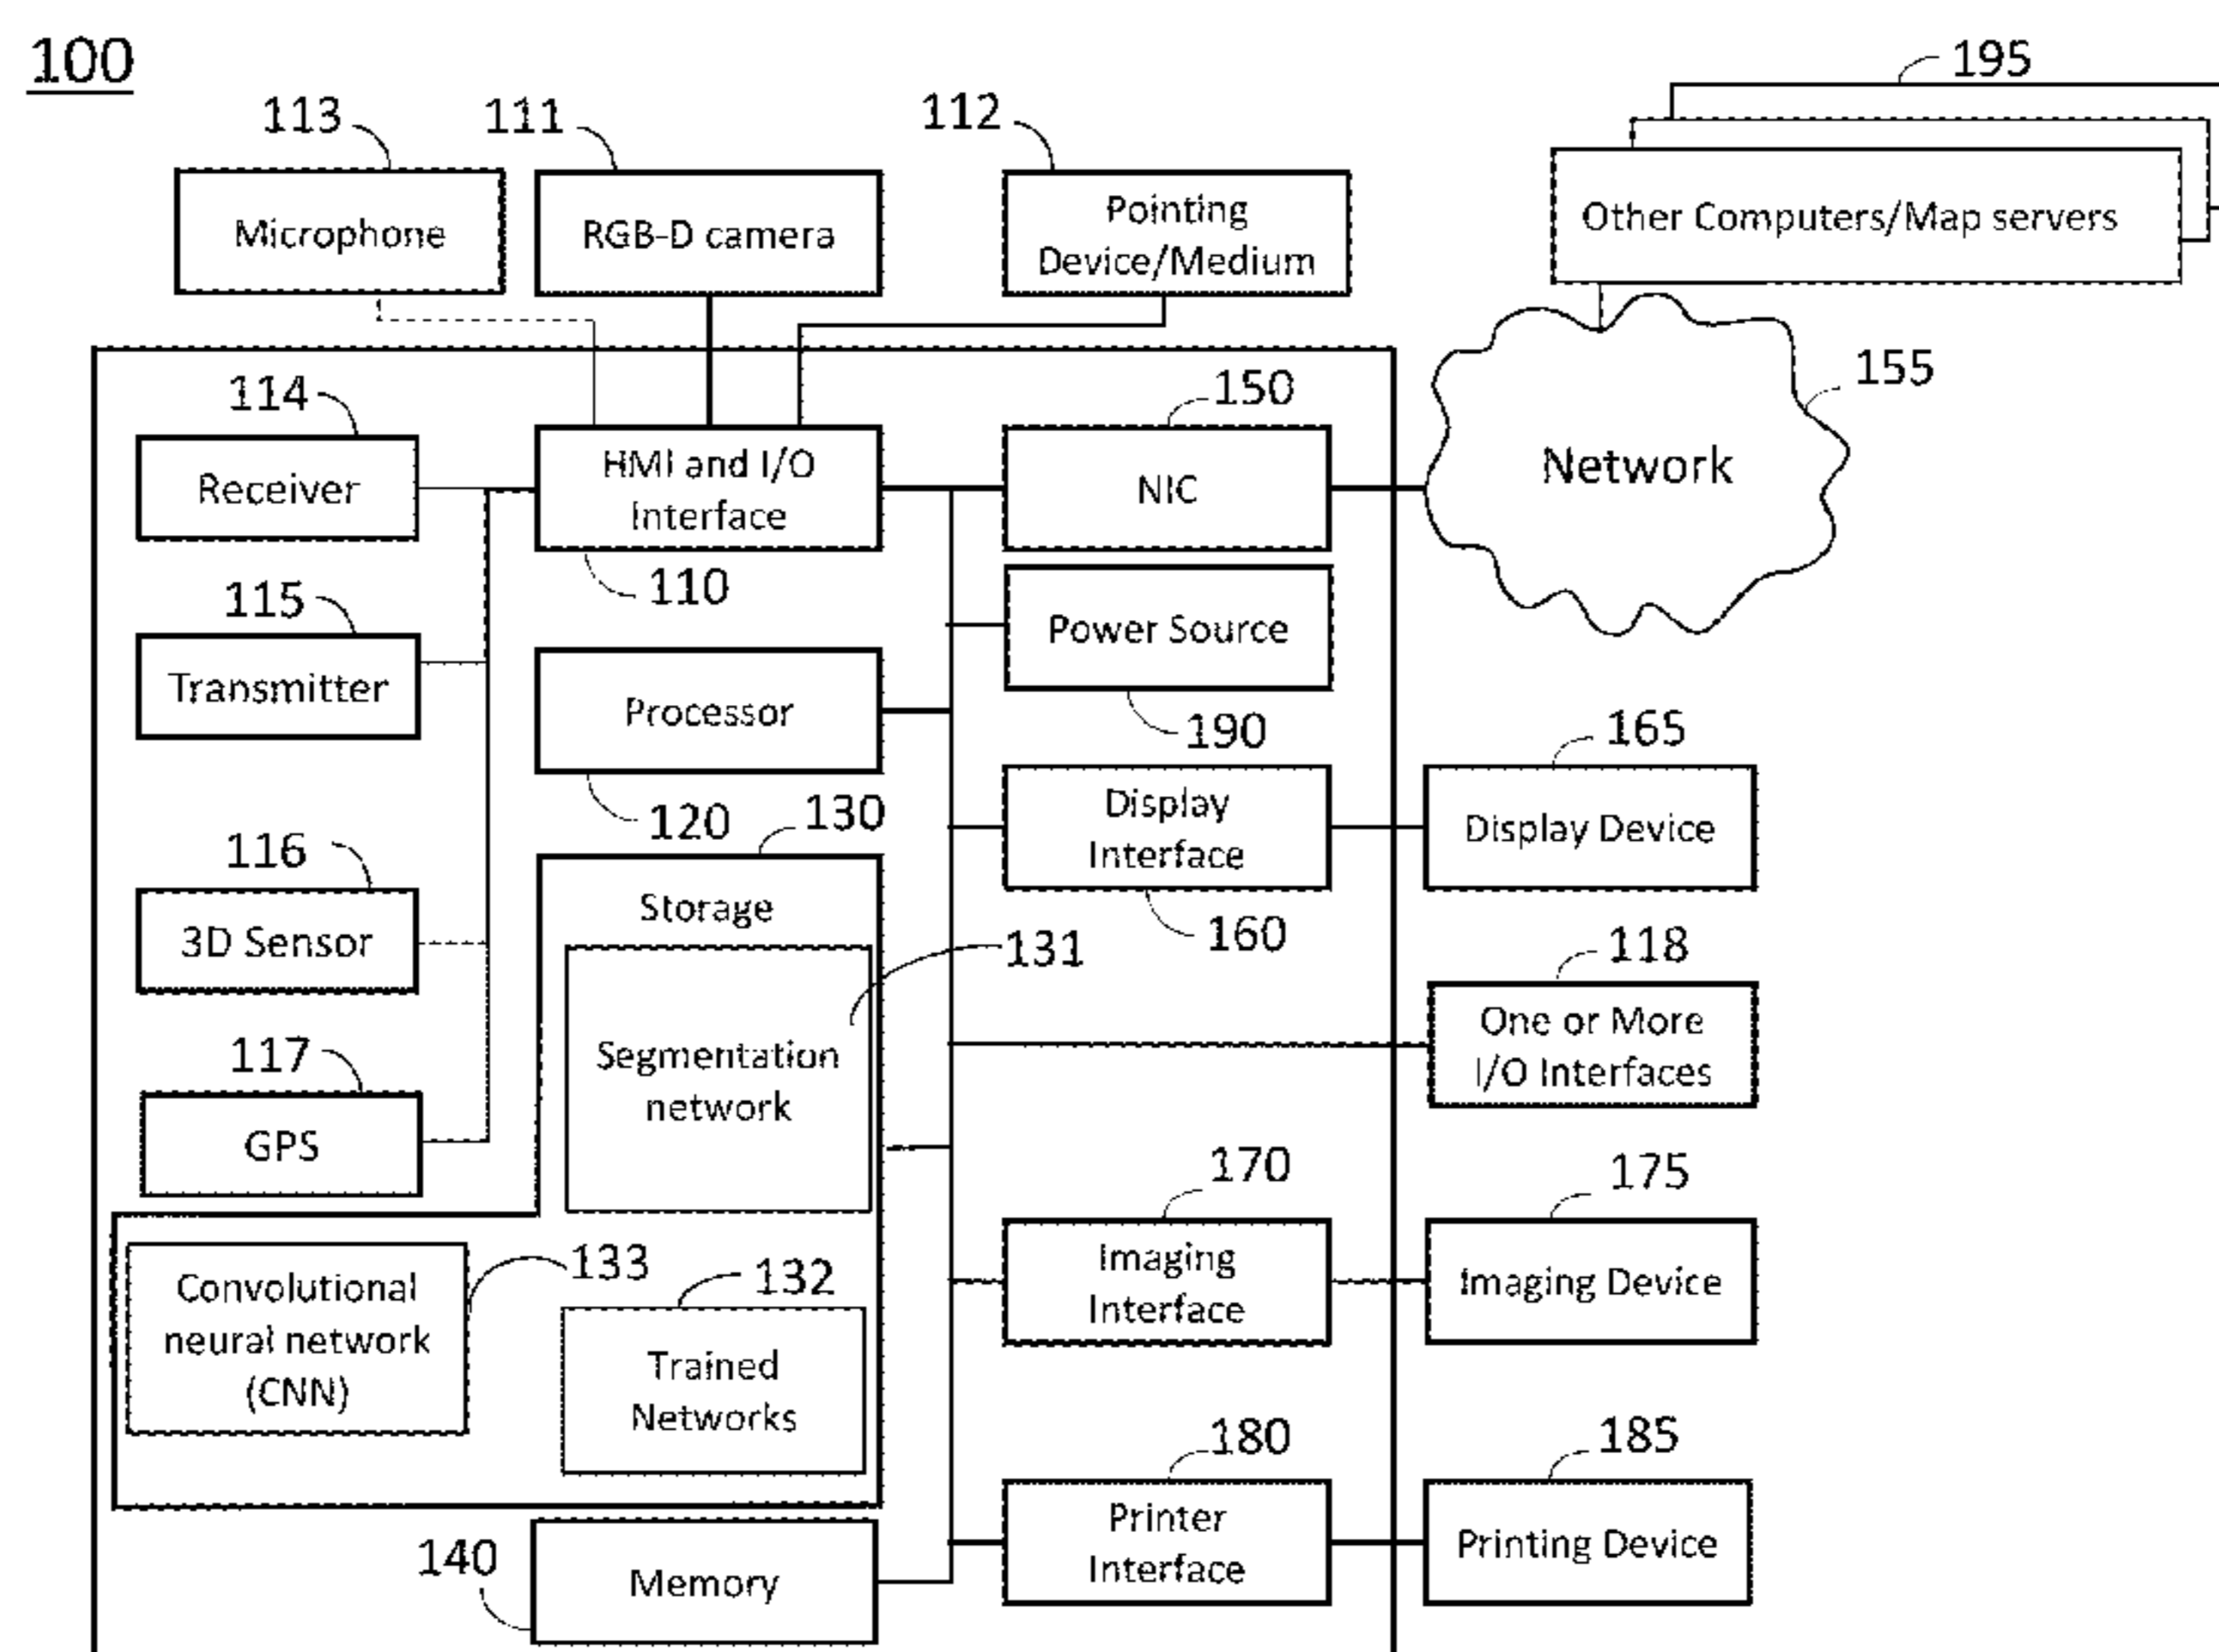 100
195
113
111
112
Microphone
RGB-D camera
Pointing
Device/Medium
Other Computers/Map servers
155
114
150
Receiver
HMI and I/O
Interface
NIC
Network
110
115
Transmitter
Power Source
Processor
190
165
120
130
Display
Interface
Display Device
116
160
118
3D Sensor
Storage
131
One or More
I/O Interfaces
Segmentation
network
117
GPS
170
175
133
132
Convolutional
neural network
(CNN)
Imaging
Interface
Imaging Device
Trained
Networks
180
185
140
Memory
Printer
Interface
Printing Device